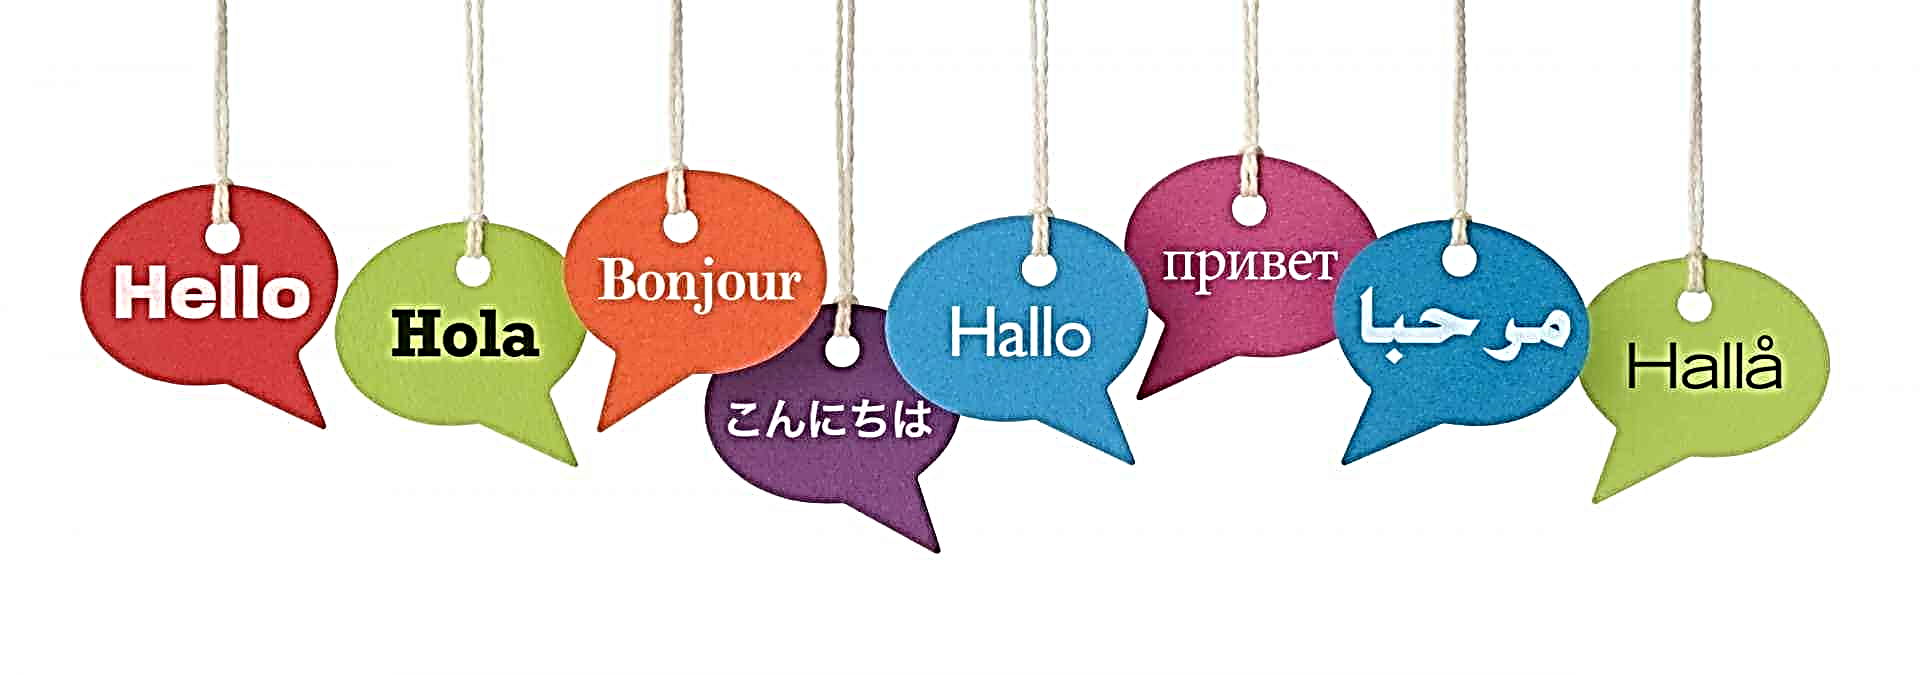 Hello
Hola
Bonjour
こんにちは
Hallo
привет
مرحبا
Hallå